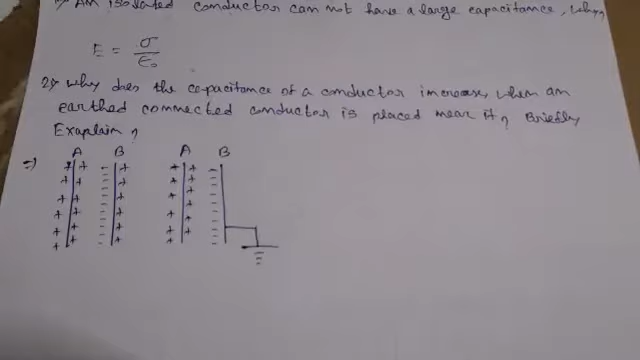 An isolated conductor can not have a large capacitance, why?
E = σ/ε₀
2) Why does the capacitance of a conductor increase, when an
earthed connected conductor is placed near it? Briefly
Exaplain?
⇒) A B A B